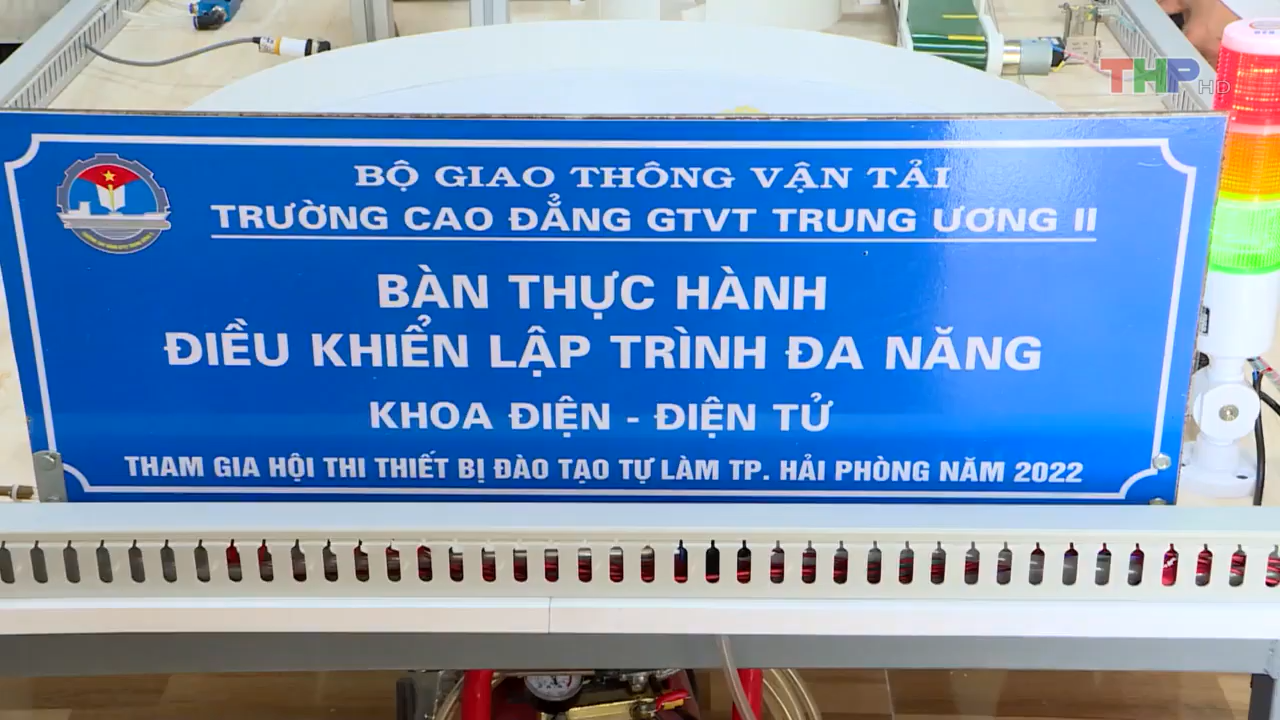 THP HD
BỘ GIAO THÔNG VẬN TẢI
TRƯỜNG CAO ĐẲNG GTVT TRUNG ƯƠNG II
BÀN THỰC HÀNH
ĐIỀU KHIỂN LẬP TRÌNH ĐA NĂNG
KHOA ĐIỆN - ĐIỆN TỬ
THAM GIA HỘI THI THIẾT BỊ ĐÀO TẠO TỰ LÀM TP. HẢI PHÒNG NĂM 2022